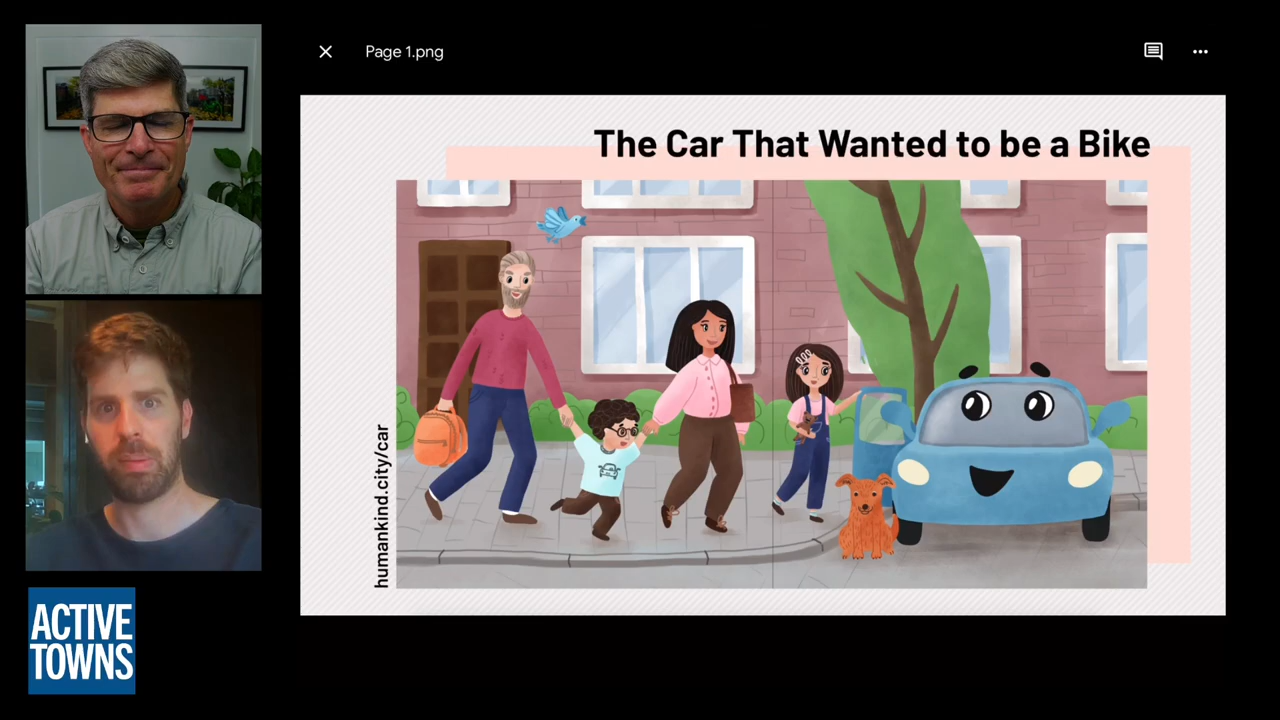 Page 1.png
The Car That Wanted to be a Bike
humankind.city/car
ACTIVE
TOWNS